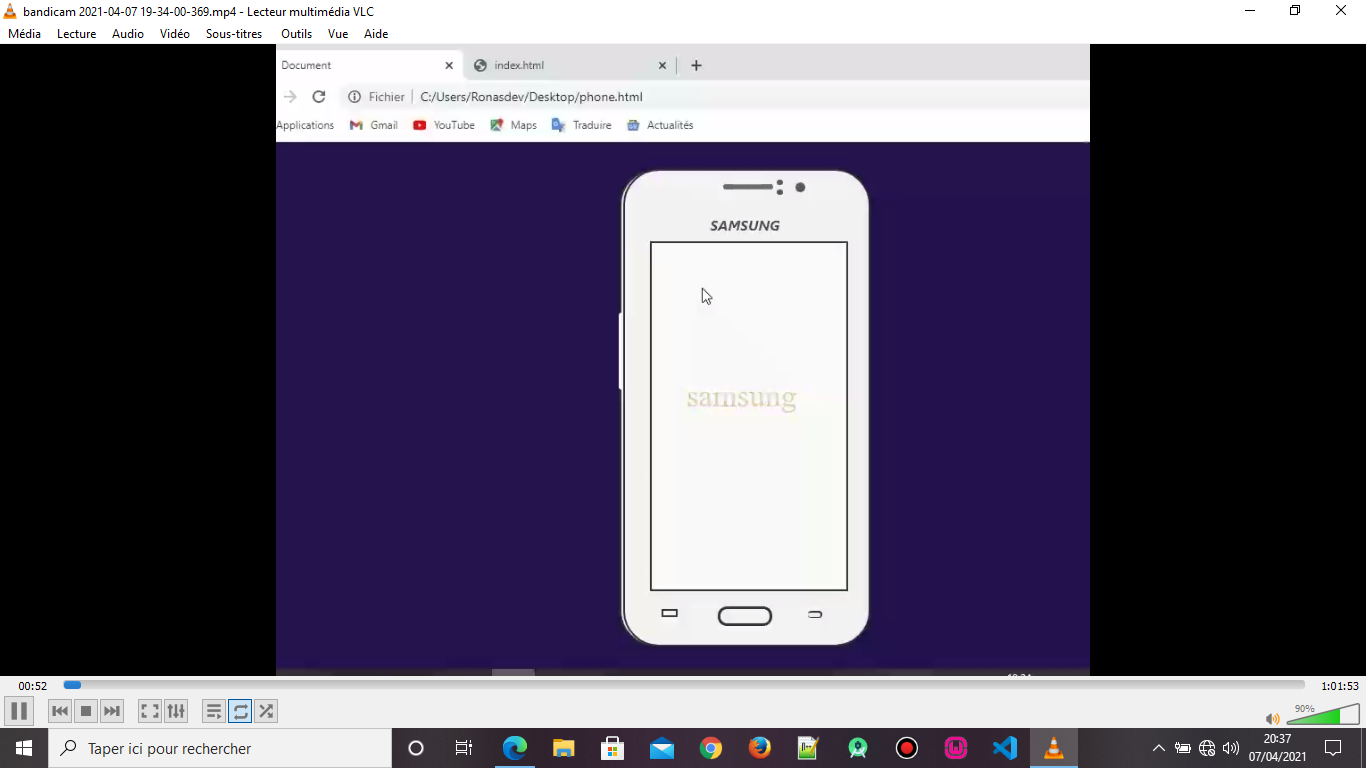 bandicam 2021-04-07 19-34-00-369.mp4 - Lecteur multimédia VLC
Média Lecture Audio Vidéo Sous-titres Outils Vue Aide
Document index.html
Fichier C:/Users/Ronasdev/Desktop/phone.html
Applications Gmail YouTube Maps Traduire Actualités
SAMSUNG
samsung
00:52 1:01:53
90%
Taper ici pour rechercher
20:37
07/04/2021